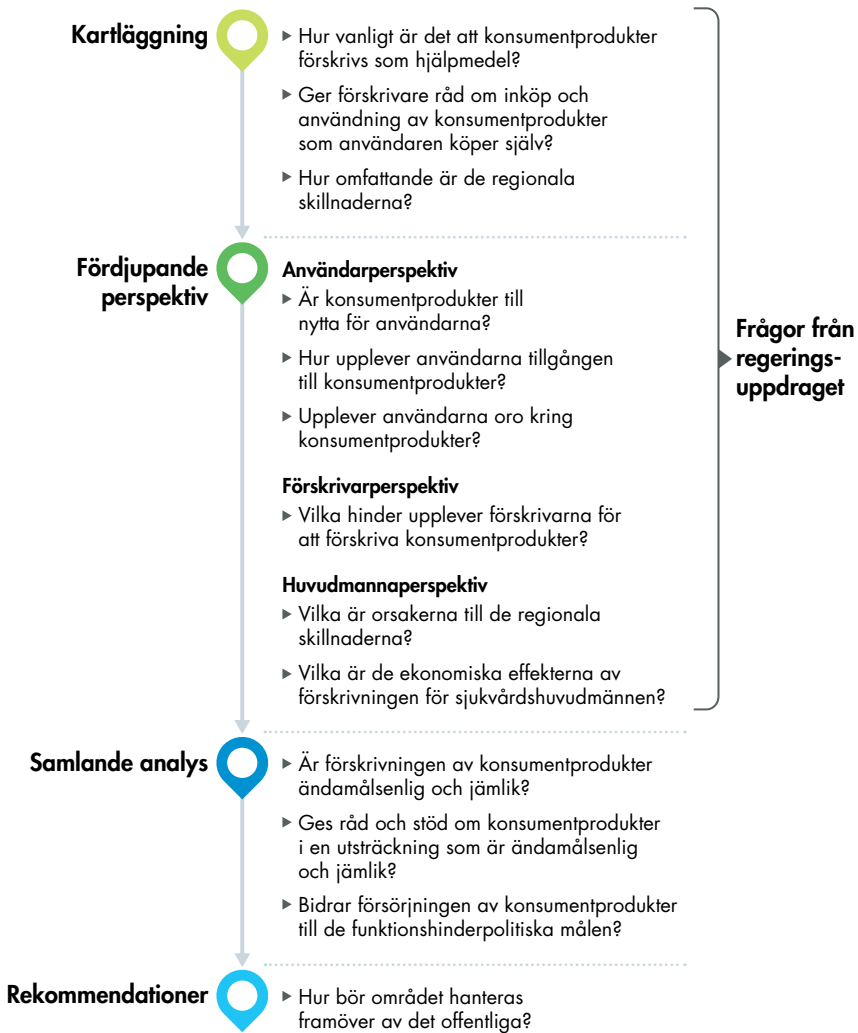 Kartläggning
▶ Hur vanligt är det att konsumentprodukter
förskrivs som hjälpmedel?
▶ Ger förskrivare råd om inköp och
användning av konsumentprodukter
som användaren köper själv?
▶ Hur omfattande är de regionala
skillnaderna?
Fördjupande
perspektiv
Användarperspektiv
▶ Är konsumentprodukter till
nytta för användarna?
▶ Hur upplever användarna tillgången
till konsumentprodukter?
▶ Upplever användarna oro kring
konsumentprodukter?
Förskrivarperspektiv
▶ Vilka hinder upplever förskrivarna för
att förskriva konsumentprodukter?
Huvudmannaperspektiv
▶ Vilka är orsakerna till de regionala
skillnaderna?
▶ Vilka är de ekonomiska effekterna av
förskrivningen för sjukvårdshuvudmännen?
Frågor från
regerings-
uppdraget
Samlande analys
▶ Är förskrivningen av konsumentprodukter
ändamålsenlig och jämlik?
▶ Ges råd och stöd om konsumentprodukter
i en utsträckning som är ändamålsenlig
och jämlik?
▶ Bidrar försörjningen av konsumentprodukter
till de funktionshinderpolitiska målen?
Rekommendationer
▶ Hur bör området hanteras
framöver av det offentliga?